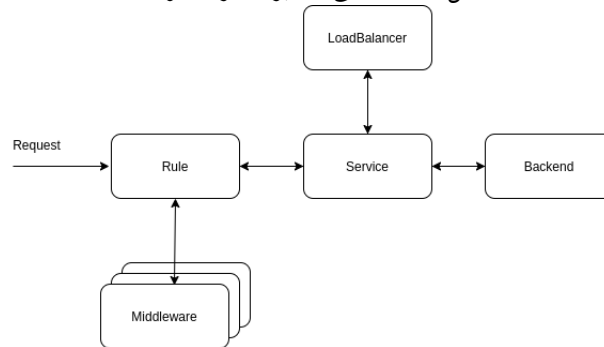 LoadBalancer
Request
Rule
Service
Backend
Middleware